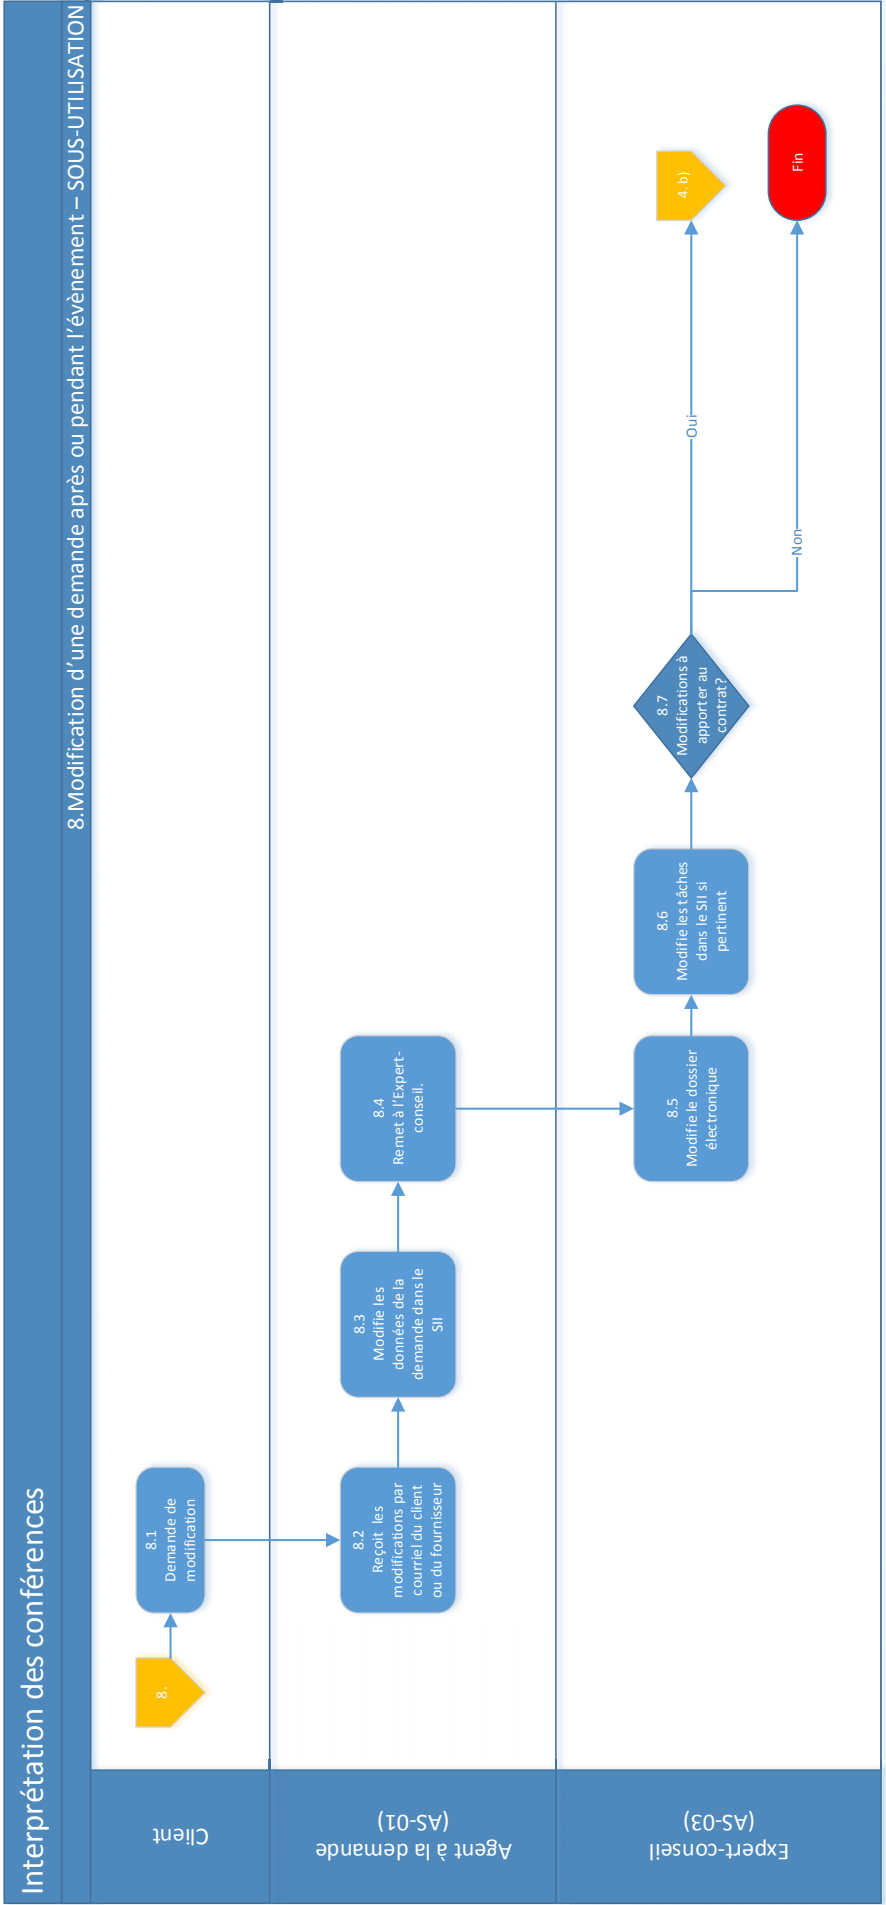 Interprétation des conférences
8.Modification d’une demande après ou pendant l’évènement – SOUS-UTILISATION
Client
8.
8.1
Demande de
modification
Agent à la demande
(AS-01)
8.2
Reçoit les
modifications par
courriel du client
ou du fournisseur
8.3
Modifie les
données de la
demande dans le
SII
8.4
Remet à l’Expert-
conseil.
Expert-conseil
(AS-03)
8.5
Modifie le dossier
électronique
8.6
Modifie les tâches
dans le SII si
pertinent
8.7
Modifications à
apporter au
contrat?
Oui
4. b)
Non
Fin